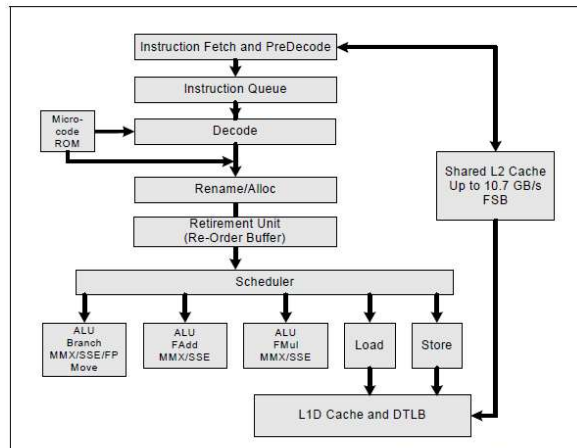 Instruction Fetch and PreDecode
Instruction Queue
Micro-
code
ROM
Decode
Rename/Alloc
Shared L2 Cache
Up to 10.7 GB/s
FSB
Retirement Unit
(Re-Order Buffer)
Scheduler
ALU
Branch
MMX/SSE/FP
Move
ALU
FAdd
MMX/SSE
ALU
FMul
MMX/SSE
Load
Store
L1D Cache and DTLB